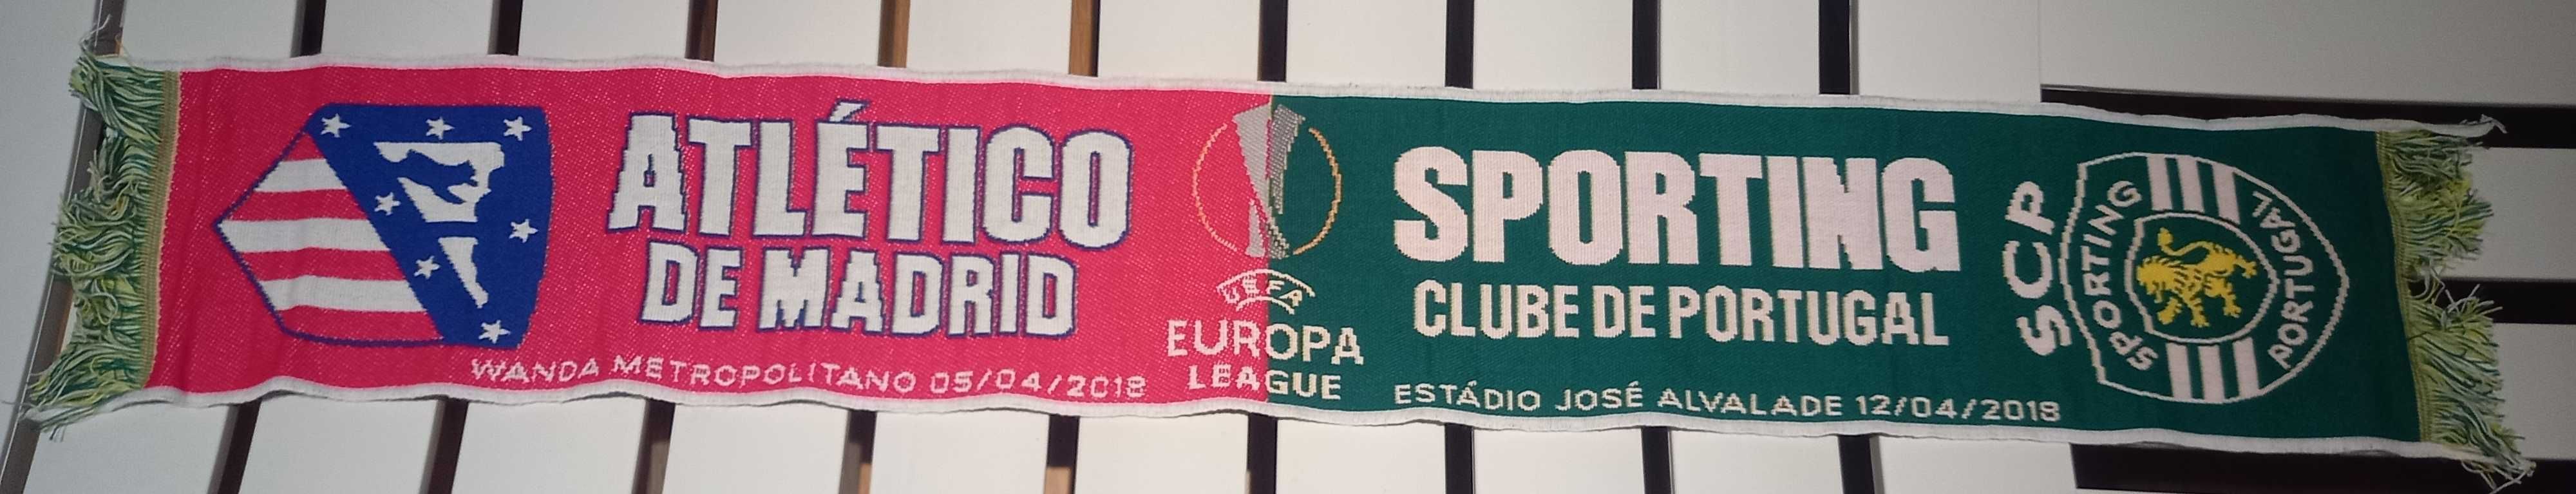 ATLÉTICO
DE MADRID
WANDA METROPOLITANO 05/04/2018
UEFA
EUROPA
LEAGUE
SPORTING
CLUBE DE PORTUGAL
ESTÁDIO JOSÉ ALVALADE 12/04/2018
SCP
SPORTING
PORTUGAL